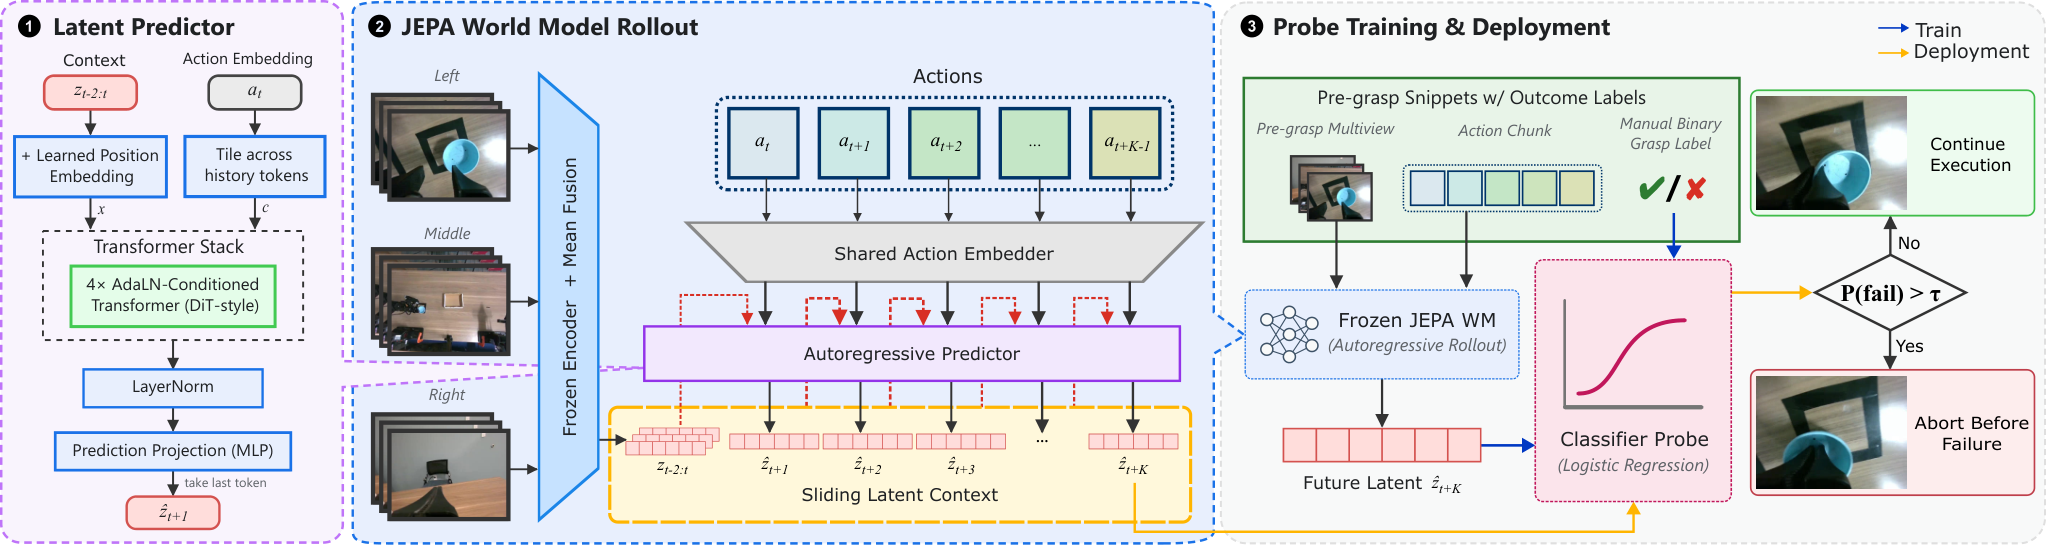 1 Latent Predictor
Context
Action Embedding
z_{t-2:t}
a_t
+ Learned Position
Embedding
Tile across
history tokens
x
c
Transformer Stack
4× AdaLN-Conditioned
Transformer (DiT-style)
LayerNorm
Prediction Projection (MLP)
take last token
ẑ_{t+1}
2 JEPA World Model Rollout
Left
Middle
Right
Frozen Encoder + Mean Fusion
Actions
a_t
a_{t+1}
a_{t+2}
...
a_{t+K-1}
Shared Action Embedder
Autoregressive Predictor
z_{t-2:t}
ẑ_{t+1}
ẑ_{t+2}
ẑ_{t+3}
...
ẑ_{t+K}
Sliding Latent Context
3 Probe Training & Deployment
Train
Deployment
Pre-grasp Snippets w/ Outcome Labels
Pre-grasp Multiview
Action Chunk
Manual Binary
Grasp Label
✔/✘
Frozen JEPA WM
(Autoregressive Rollout)
Future Latent ẑ_{t+K}
Classifier Probe
(Logistic Regression)
Continue
Execution
No
P(fail) > τ
Yes
Abort Before
Failure